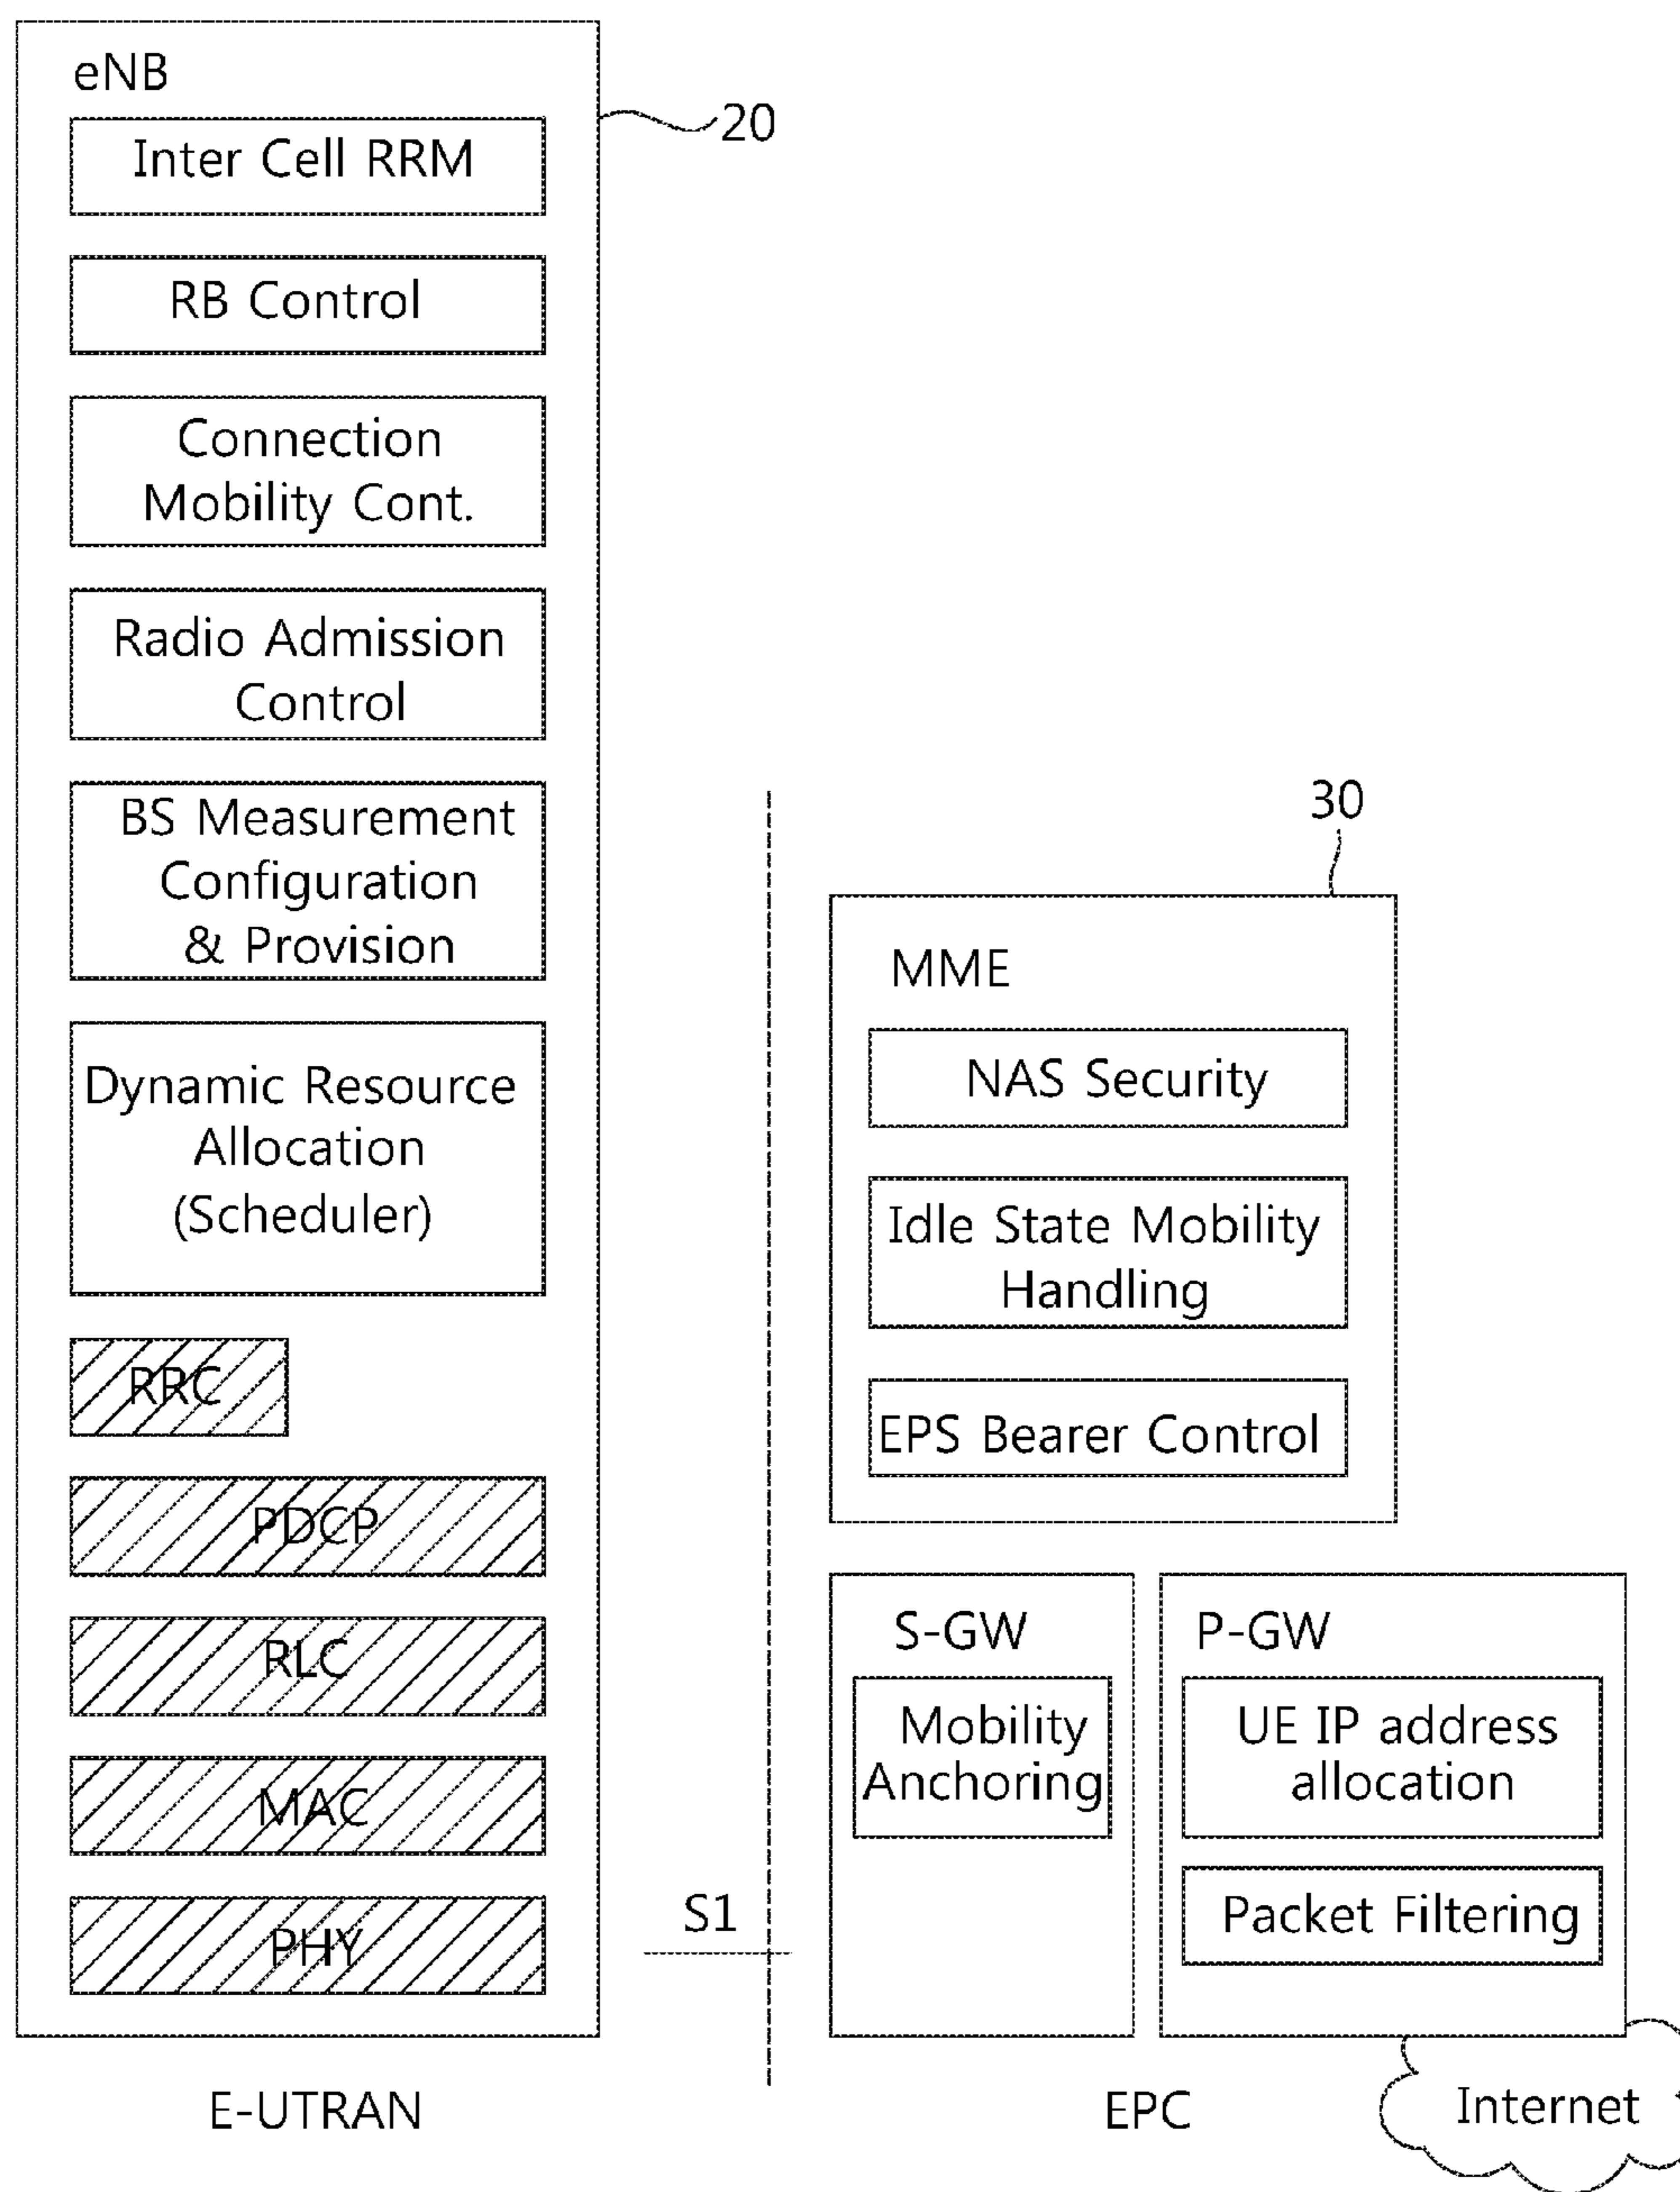 eNB
20
Inter Cell RRM
RB Control
Connection
Mobility Cont.
Radio Admission
Control
BS Measurement
Configuration
& Provision
Dynamic Resource
Allocation
(Scheduler)
RRC
PDCP
RLC
MAC
PHY
S1
30
MME
NAS Security
Idle State Mobility
Handling
EPS Bearer Control
S-GW
Mobility
Anchoring
P-GW
UE IP address
allocation
Packet Filtering
E-UTRAN
EPC
Internet